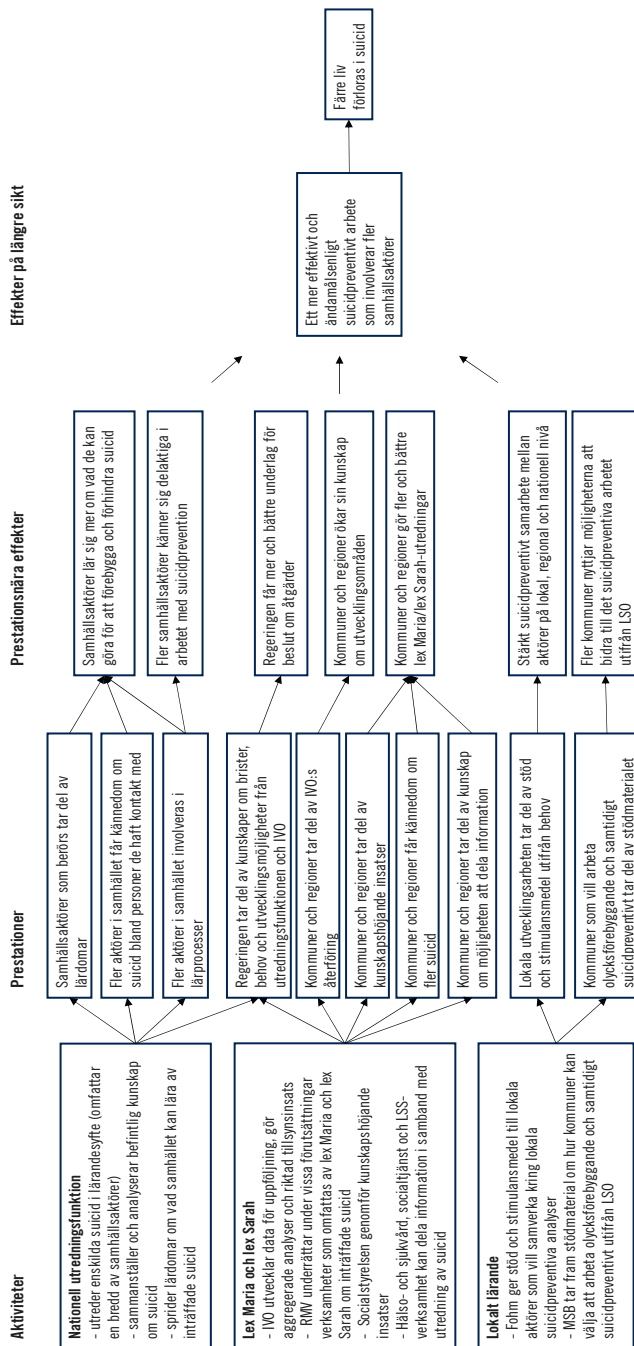 Aktiviteter
Nationell utredningsfunktion
- utreder enskilda suicid i lärandesyfte (omfattar
en bredd av samhällsaktörer)
- sammanställer och analyserar befintlig kunskap
om suicid
- sprider lärdomar om vad samhället kan lära av
inträffade suicid
Lex Maria och lex Sarah
- IVO utvecklar data för uppföljning, gör
aggregerade analyser och riktad tillsynsinsats
- RMV underrättar under vissa förutsättningar
verksamheter som omfattas av lex Maria och lex
Sarah om inträffade suicid
- Socialstyrelsen genomför kunskapshöjande
insatser
- Hälso- och sjukvård, socialtjänst och LSS-
verksamhet kan dela information i samband med
utredning av suicid
Lokalt lärande
- Fohm ger stöd och stimulansmedel till lokala
aktörer som vill samverka kring lokala
suicidpreventiva analyser
- MSB tar fram stödmaterial om hur kommuner kan
välja att arbeta olycksförebyggande och samtidigt
suicidpreventivt utifrån LSO
Prestationer
Samhällsaktörer som berörs tar del av
lärdomar
Fler aktörer i samhället får kännedom om
suicid bland personer de haft kontakt med
Fler aktörer i samhället involveras i
lärprocesser
Regeringen tar del av kunskaper om brister,
behov och utvecklingsmöjligheter från
utredningsfunktionen och IVO
Kommuner och regioner tar del av IVO:s
återföring
Kommuner och regioner tar del av
kunskapshöjande insatser
Kommuner och regioner får kännedom om
fler suicid
Kommuner och regioner tar del av kunskap
om möjligheten att dela information
Lokala utvecklingsarbeten tar del av stöd
och stimulansmedel utifrån behov
Kommuner som vill arbeta
olycksförebyggande och samtidigt
suicidpreventivt tar del av stödmaterialet
Prestationsnära effekter
Samhällsaktörer lär sig mer om vad de kan
göra för att förebygga och förhindra suicid
Fler samhällsaktörer känner sig delaktiga i
arbetet med suicidprevention
Regeringen får mer och bättre underlag för
beslut om åtgärder
Kommuner och regioner ökar sin kunskap
om utvecklingsområden
Kommuner och regioner gör fler och bättre
lex Maria/lex Sarah-utredningar
Stärkt suicidpreventivt samarbete mellan
aktörer på lokal, regional och nationell nivå
Fler kommuner nyttjar möjligheterna att
bidra till det suicidpreventiva arbetet
utifrån LSO
Effekter på längre sikt
Ett mer effektivt och
ändamålsenligt
suicidpreventivt arbete
som involverar fler
samhällsaktörer
Färre liv
förloras i suicid